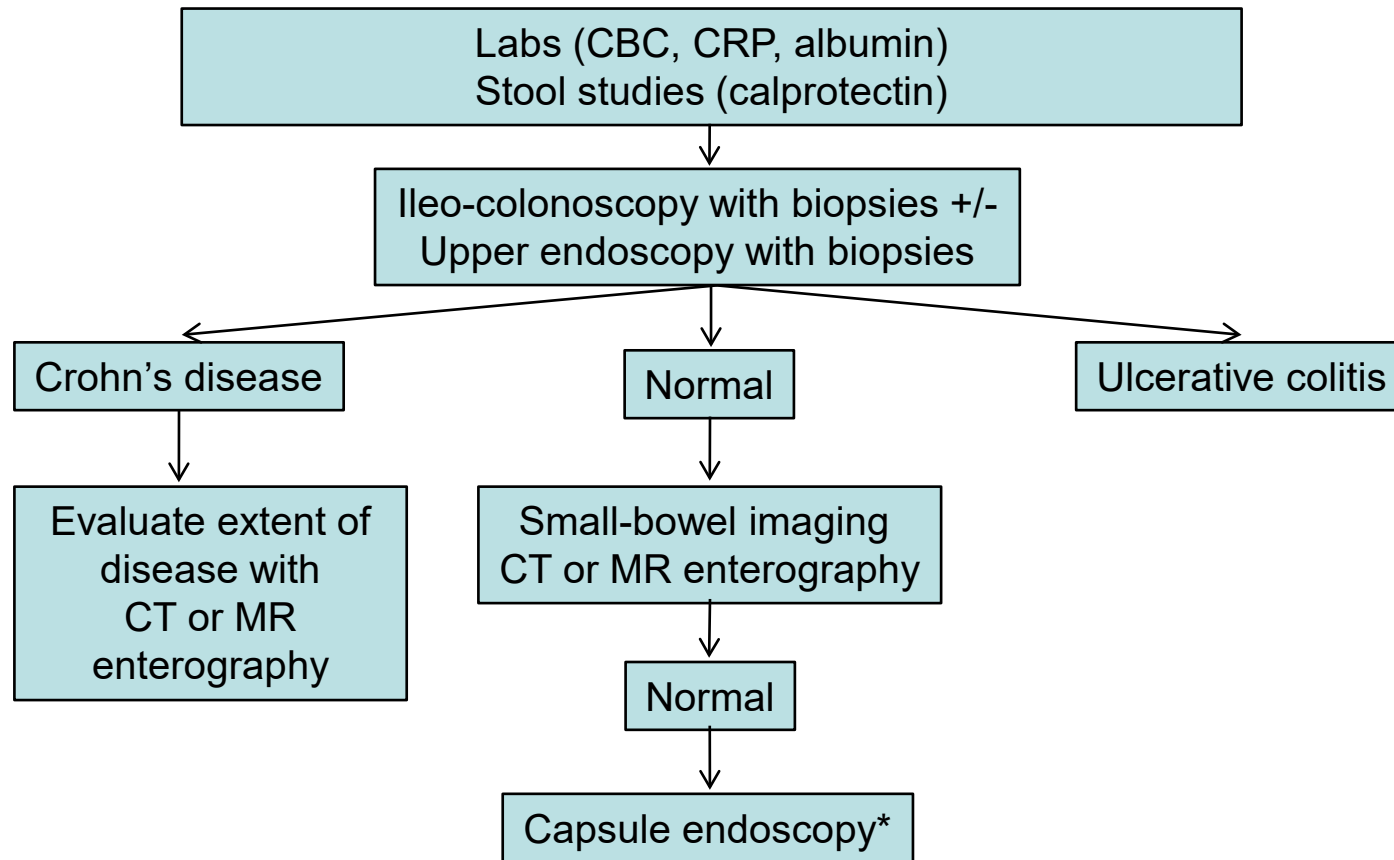 Labs (CBC, CRP, albumin)
Stool studies (calprotectin)
Ileo-colonoscopy with biopsies +/-
Upper endoscopy with biopsies
Crohn’s disease
Normal
Ulcerative colitis
Evaluate extent of
disease with
CT or MR
enterography
Small-bowel imaging
CT or MR enterography
Normal
Capsule endoscopy*